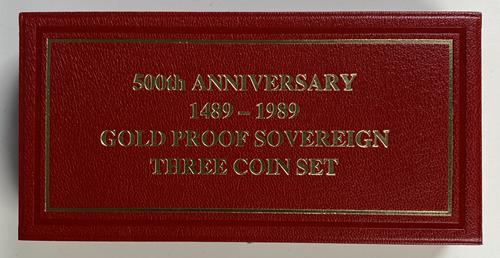 500th ANNIVERSARY
1489 – 1989
GOLD PROOF SOVEREIGN
THREE COIN SET